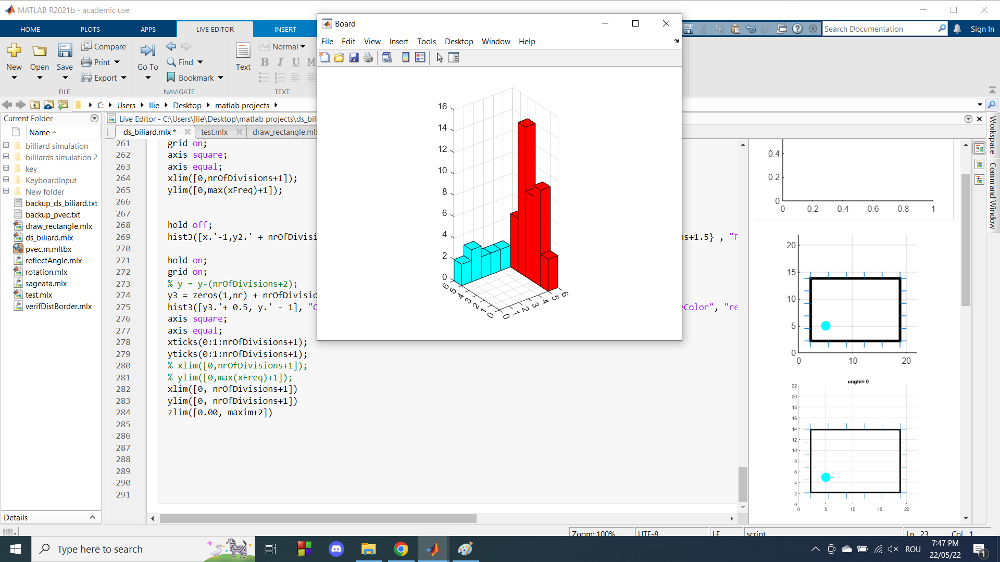 MATLAB R2021b - academic use
HOME PLOTS APPS LIVE EDITOR INSERT
Search Documentation
Sign In
New Open Save
Compare
Print
Export
FILE
Go To
Find
Bookmark
NAVIGATE
Text
Aa Normal
B I U M
TEXT
C: Users Ilie Desktop matlab projects
Current Folder
Name
billiard simulation
billiards simulation 2
key
KeyboardInput
New folder
backup_ds_biliard.txt
backup_pvec.txt
draw_rectangle.mlx
ds_biliard.mlx
pvec.m.mltbx
reflectAngle.mlx
rotation.mlx
sageata.mlx
test.mlx
verifDistBorder.mlx
Details
Live Editor - C:\Users\Ilie\Desktop\matlab projects\ds_bili
ds_biliard.mlx * test.mlx draw_rectangle.mlx
261 grid on;
262 axis square;
263 axis equal;
264 xlim([0,nrOfDivisions+1]);
265 ylim([0,max(xFreq)+1]);
266
267
268 hold off;
269 hist3([x.'-1,y2.' + nrOfDivisi ns+1.5} , "F
270
271 hold on;
272 grid on;
273 % y = y-(nrOfDivisions+2);
274 y3 = zeros(1,nr) + nrOfDivisio
275 hist3([y3.'+ 0.5, y.' - 1], "C eColor", "re
276 axis square;
277 axis equal;
278 xticks(0:1:nrOfDivisions+1);
279 yticks(0:1:nrOfDivisions+1);
280 % xlim([0,nrOfDivisions+1]);
281 % ylim([0,max(xFreq)+1]);
282 xlim([0, nrOfDivisions+1])
283 ylim([0, nrOfDivisions+1])
284 zlim([0.00, maxim+2])
285
286
287
288
289
290
291
Board
File Edit View Insert Tools Desktop Window Help
16
14
12
10
8
6
4
2
0
6 5 4 3 2 1 0
0 1 2 3 4 5 6
0.4
0.2
0
0 0.2 0.4 0.6 0.8 1
20
15
10
5
0
0 10 20
unghi= 0
22
20
18
16
14
12
10
8
6
4
2
0
0 5 10 15 20
Workspace
Command Window
Zoom: 100% UTF-8 LF script Ln 23 Col 1
Type here to search
ROU
7:47 PM
22/05/22
1